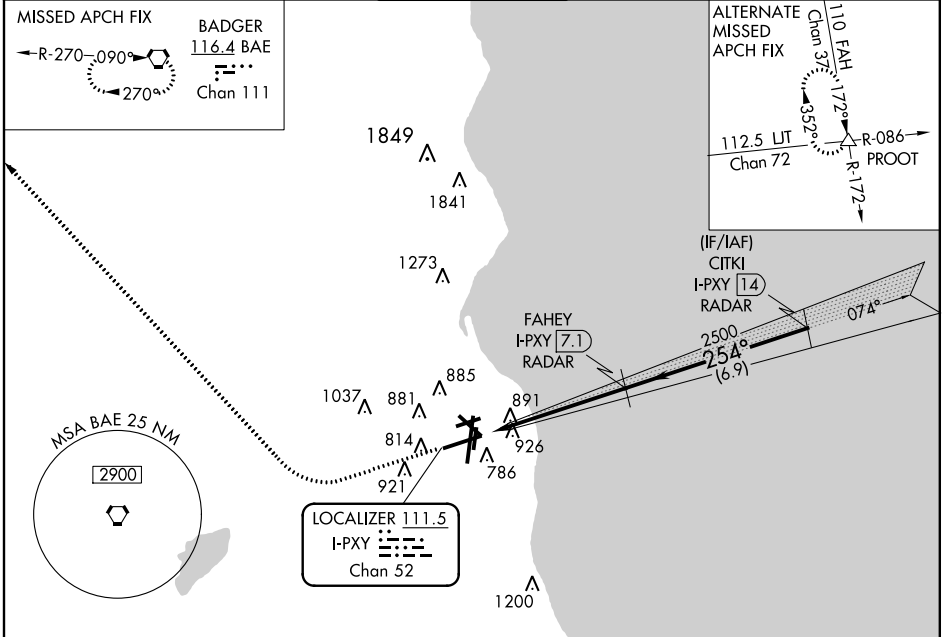 MISSED APCH FIX
BADGER
116.4 BAE
Chan 111
R-270
090°
270°
ALTERNATE
MISSED
APCH FIX
110 FAH
Chan 37
172°
352°
112.5 LJT
Chan 72
R-086
PROOT
R-172
1849
1841
1273
(IF/IAF)
CITKI
I-PXY 14
RADAR
FAHEY
I-PXY 7.1
RADAR
2500
254°
(6.9)
074°
885
1037
881
891
814
926
921
786
MSA BAE 25 NM
2900
LOCALIZER 111.5
I-PXY
Chan 52
1200